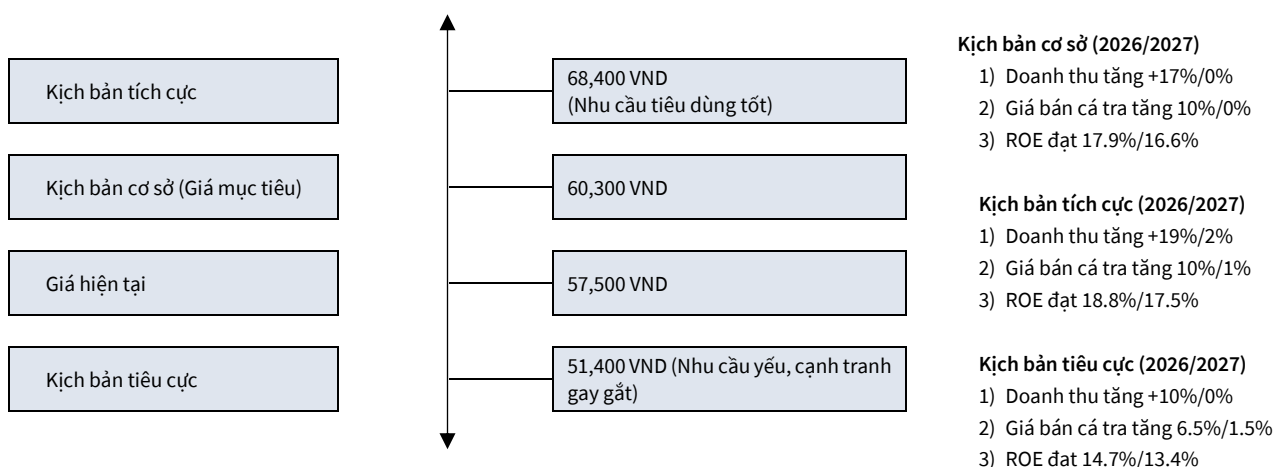 Kịch bản tích cực
68,400 VND
(Nhu cầu tiêu dùng tốt)
Kịch bản cơ sở (Giá mục tiêu)
60,300 VND
Giá hiện tại
57,500 VND
Kịch bản tiêu cực
51,400 VND (Nhu cầu yếu, cạnh tranh
gay gắt)
Kịch bản cơ sở (2026/2027)
1) Doanh thu tăng +17%/0%
2) Giá bán cá tra tăng 10%/0%
3) ROE đạt 17.9%/16.6%
Kịch bản tích cực (2026/2027)
1) Doanh thu tăng +19%/2%
2) Giá bán cá tra tăng 10%/1%
3) ROE đạt 18.8%/17.5%
Kịch bản tiêu cực (2026/2027)
1) Doanh thu tăng +10%/0%
2) Giá bán cá tra tăng 6.5%/1.5%
3) ROE đạt 14.7%/13.4%